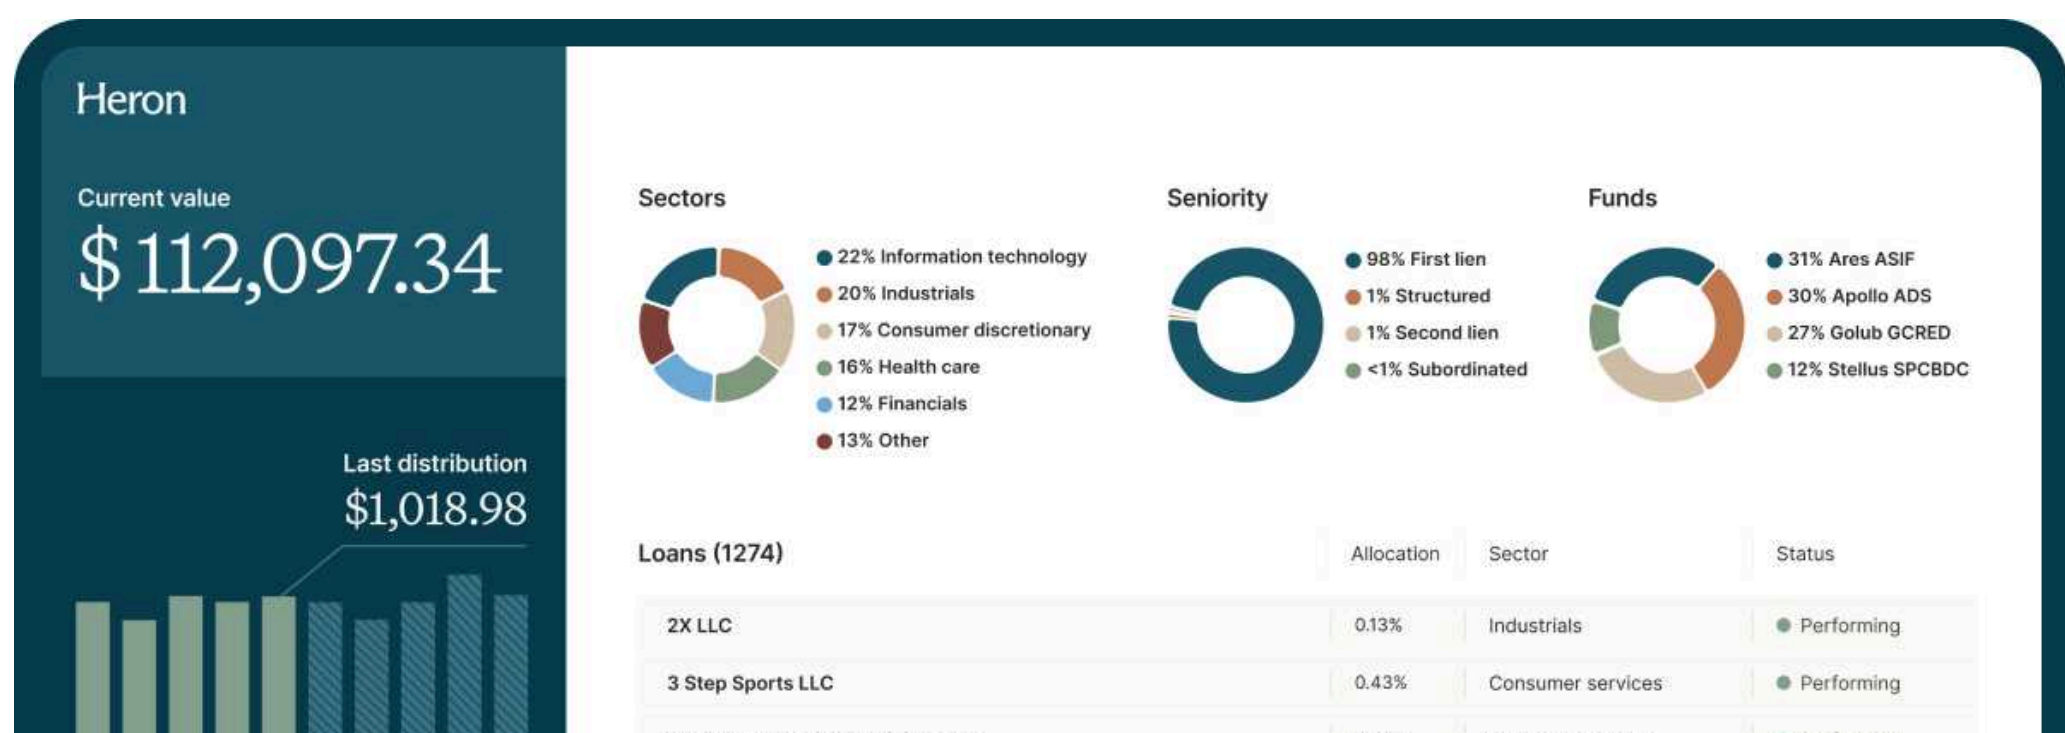 Heron
Current value
$112,097.34
Last distribution
$1,018.98
Sectors
22% Information technology
20% Industrials
17% Consumer discretionary
16% Health care
12% Financials
13% Other
Seniority
98% First lien
1% Structured
1% Second lien
<1% Subordinated
Funds
31% Ares ASIF
30% Apollo ADS
27% Golub GCRED
12% Stellus SPCBDC
Loans (1274) Allocation Sector Status
2X LLC 0.13% Industrials Performing
3 Step Sports LLC 0.43% Consumer services Performing